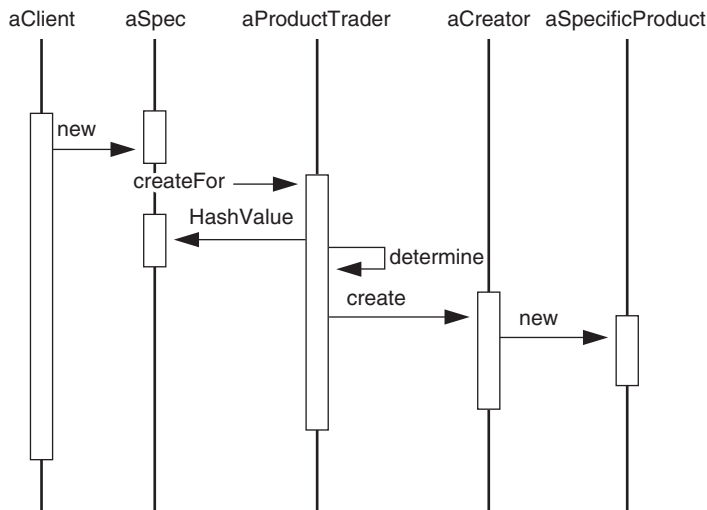 aClient aSpec aProductTrader aCreator aSpecificProduct
new
createFor
HashValue
determine
create
new